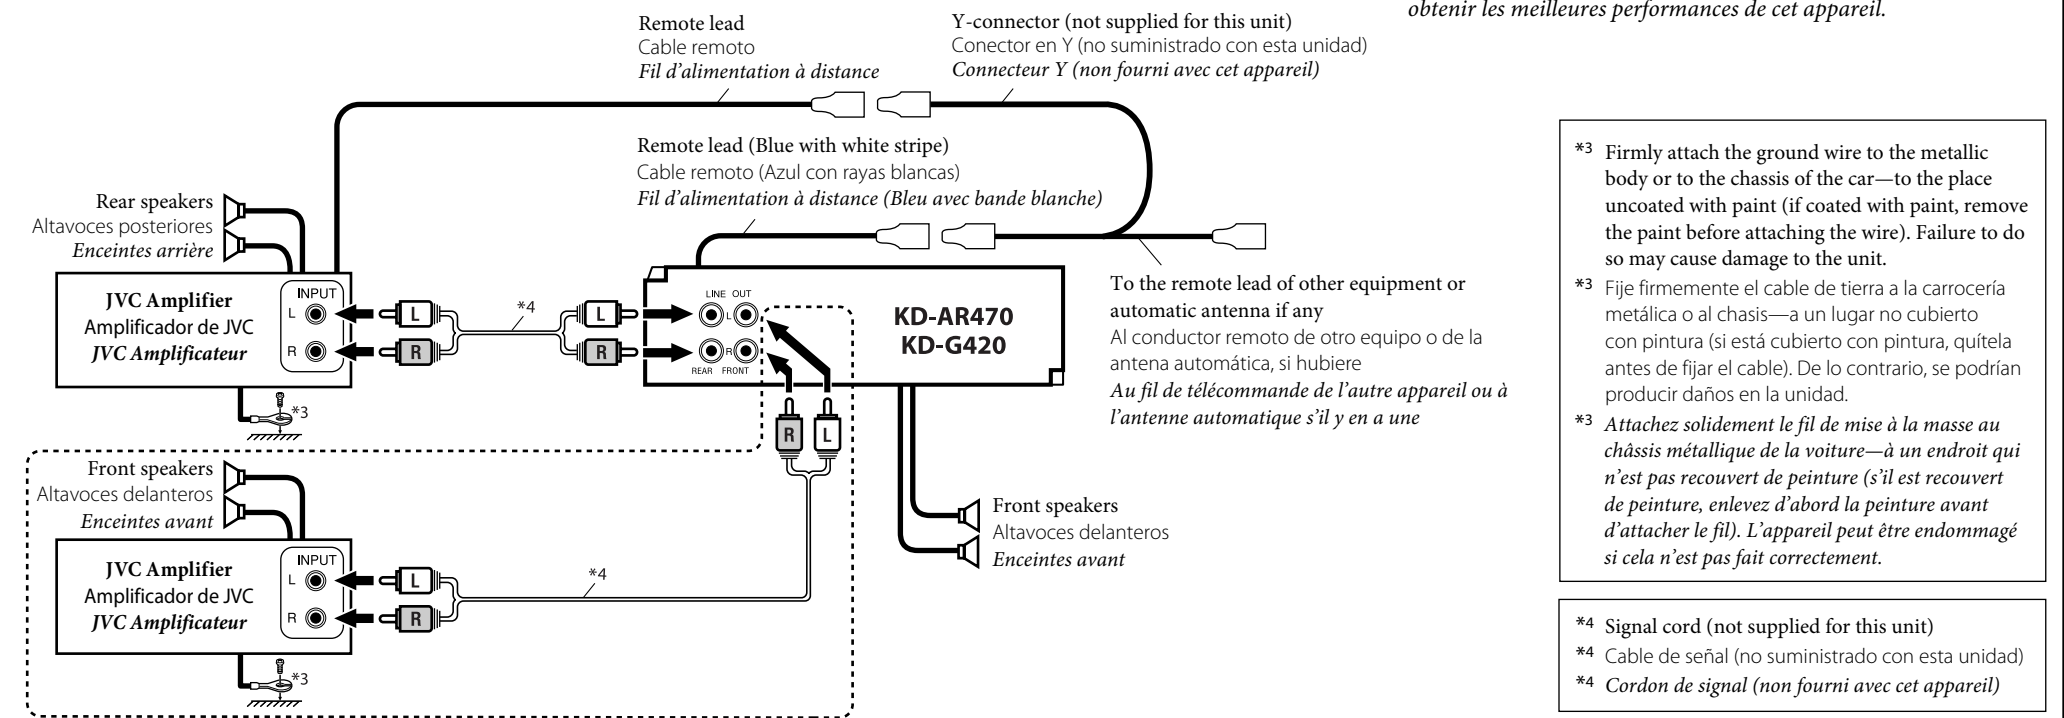 obtenir les meilleures performances de cet appareil.
Remote lead
Cable remoto
Fil d'alimentation à distance
Y-connector (not supplied for this unit)
Conector en Y (no suministrado con esta unidad)
Connecteur Y (non fourni avec cet appareil)
Remote lead (Blue with white stripe)
Cable remoto (Azul con rayas blancas)
Fil d'alimentation à distance (Bleu avec bande blanche)
Rear speakers
Altavoces posteriores
Enceintes arrière
JVC Amplifier
Amplificador de JVC
JVC Amplificateur
INPUT
L
R
L
R
*4
L
R
LINE OUT
L
R
REAR FRONT
KD-AR470
KD-G420
To the remote lead of other equipment or
automatic antenna if any
Al conductor remoto de otro equipo o de la
antena automática, si hubiere
Au fil de télécommande de l'autre appareil ou à
l'antenne automatique s'il y en a une
*3
R
L
Front speakers
Altavoces delanteros
Enceintes avant
JVC Amplifier
Amplificador de JVC
JVC Amplificateur
INPUT
L
R
L
R
*4
*3
Front speakers
Altavoces delanteros
Enceintes avant
*3 Firmly attach the ground wire to the metallic
body or to the chassis of the car—to the place
uncoated with paint (if coated with paint, remove
the paint before attaching the wire). Failure to do
so may cause damage to the unit.
*3 Fije firmemente el cable de tierra a la carrocería
metálica o al chasis—a un lugar no cubierto
con pintura (si está cubierto con pintura, quítela
antes de fijar el cable). De lo contrario, se podrían
producir daños en la unidad.
*3 Attachez solidement le fil de mise à la masse au
châssis métallique de la voiture—à un endroit qui
n'est pas recouvert de peinture (s'il est recouvert
de peinture, enlevez d'abord la peinture avant
d'attacher le fil). L'appareil peut être endommagé
si cela n'est pas fait correctement.
*4 Signal cord (not supplied for this unit)
*4 Cable de señal (no suministrado con esta unidad)
*4 Cordon de signal (non fourni avec cet appareil)